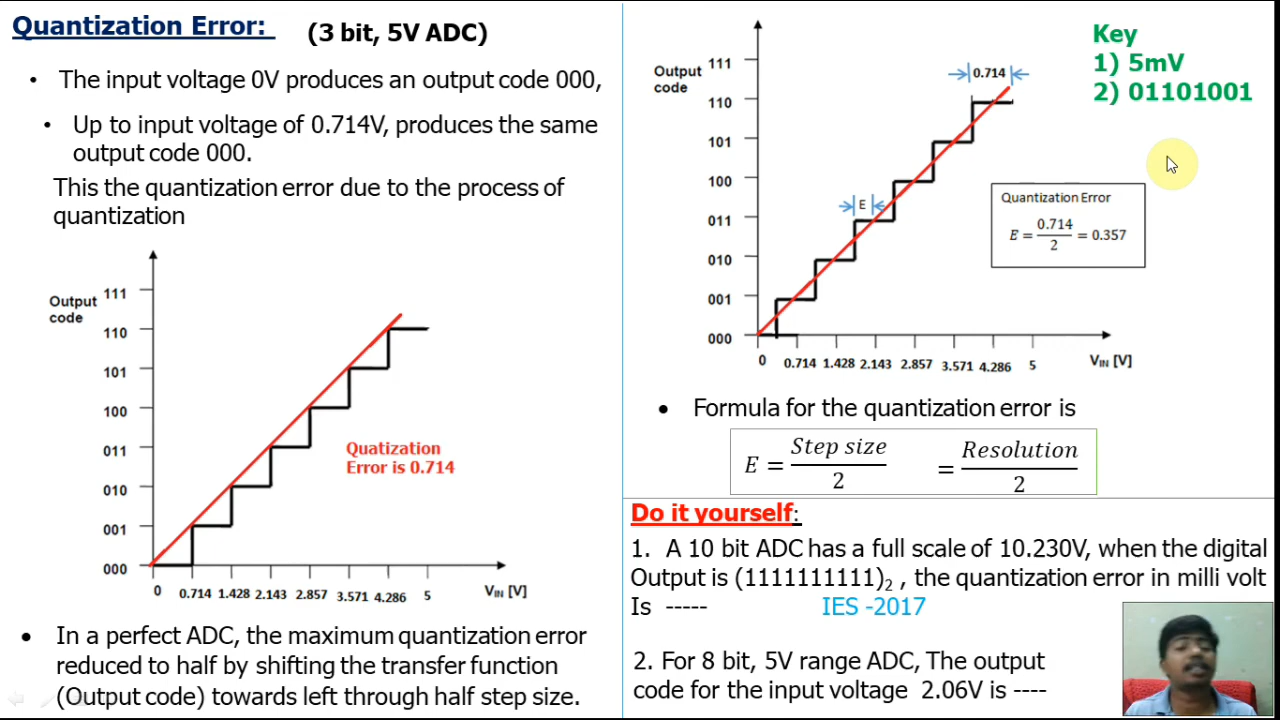 Quantization Error: (3 bit, 5V ADC)
• The input voltage 0V produces an output code 000,
• Up to input voltage of 0.714V, produces the same
output code 000.
This the quantization error due to the process of
quantization
Output
code
111
110
101
100
011
010
001
000
Quatization
Error is 0.714
0 0.714 1.428 2.143 2.857 3.571 4.286 5 VIN [V]
• In a perfect ADC, the maximum quantization error
reduced to half by shifting the transfer function
(Output code) towards left through half step size.
Output
code
111
110
101
100
011
010
001
000
0.714
E
0 0.714 1.428 2.143 2.857 3.571 4.286 5 VIN [V]
Key
1) 5mV
2) 01101001
Quantization Error
E = 0.714/2 = 0.357
• Formula for the quantization error is
E = Step size/2 = Resolution/2
Do it yourself:
1. A 10 bit ADC has a full scale of 10.230V, when the digital
Output is (1111111111)₂ , the quantization error in milli volt
Is ----- IES -2017
2. For 8 bit, 5V range ADC, The output
code for the input voltage 2.06V is ----